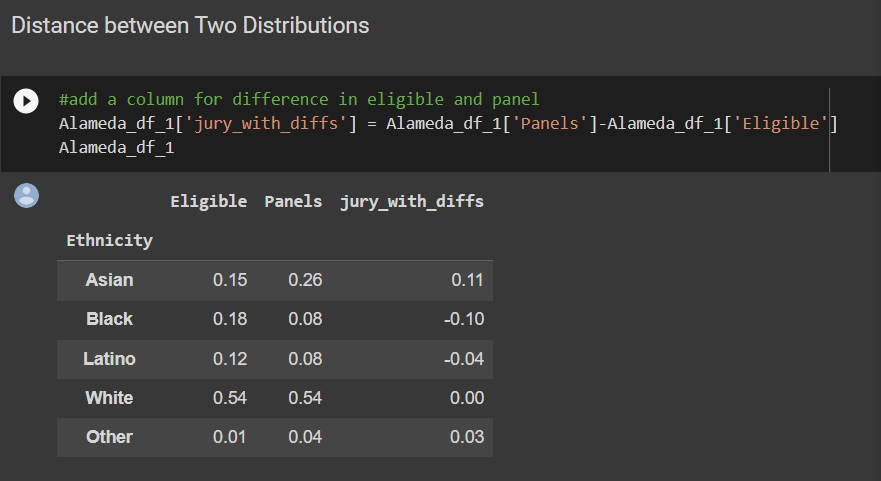 Distance between Two Distributions
#add a column for difference in eligible and panel
Alameda_df_1['jury_with_diffs'] = Alameda_df_1['Panels']-Alameda_df_1['Eligible']
Alameda_df_1
Eligible Panels jury_with_diffs
Ethnicity
Asian 0.15 0.26 0.11
Black 0.18 0.08 -0.10
Latino 0.12 0.08 -0.04
White 0.54 0.54 0.00
Other 0.01 0.04 0.03